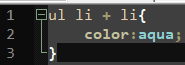 1 ul li + li{
2 color:aqua;
3 }